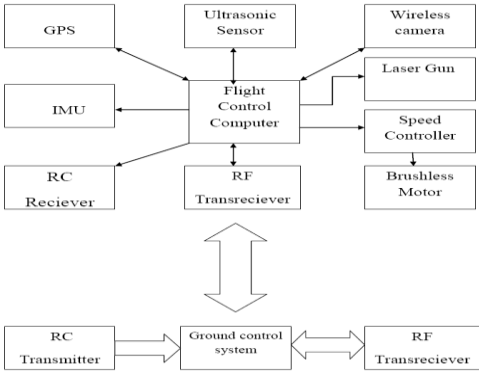 GPS
Ultrasonic
Sensor
Wireless
camera
Laser Gun
IMU
Flight
Control
Computer
Speed
Controller
RC
Reciever
RF
Transreciever
Brushless
Motor
RC
Transmitter
Ground control
system
RF
Transreciever